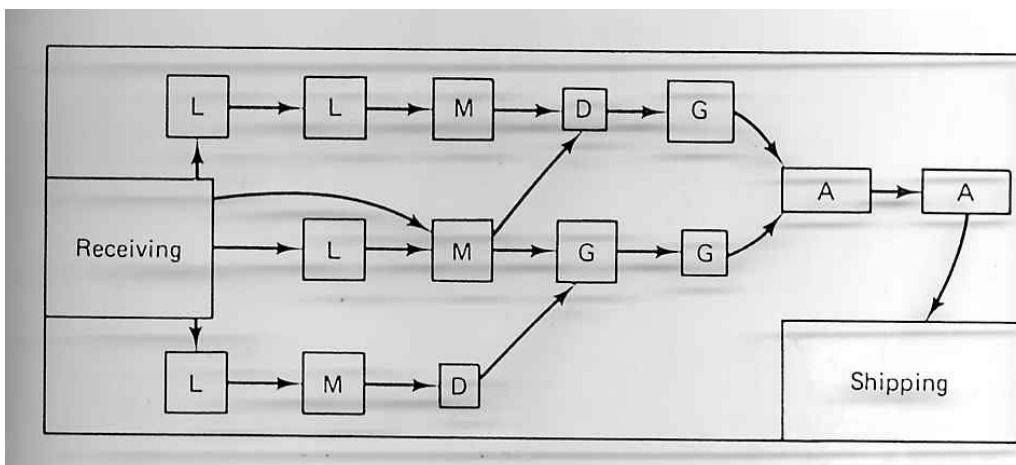 L L M D G
A A
Receiving L M G G
L M D
Shipping